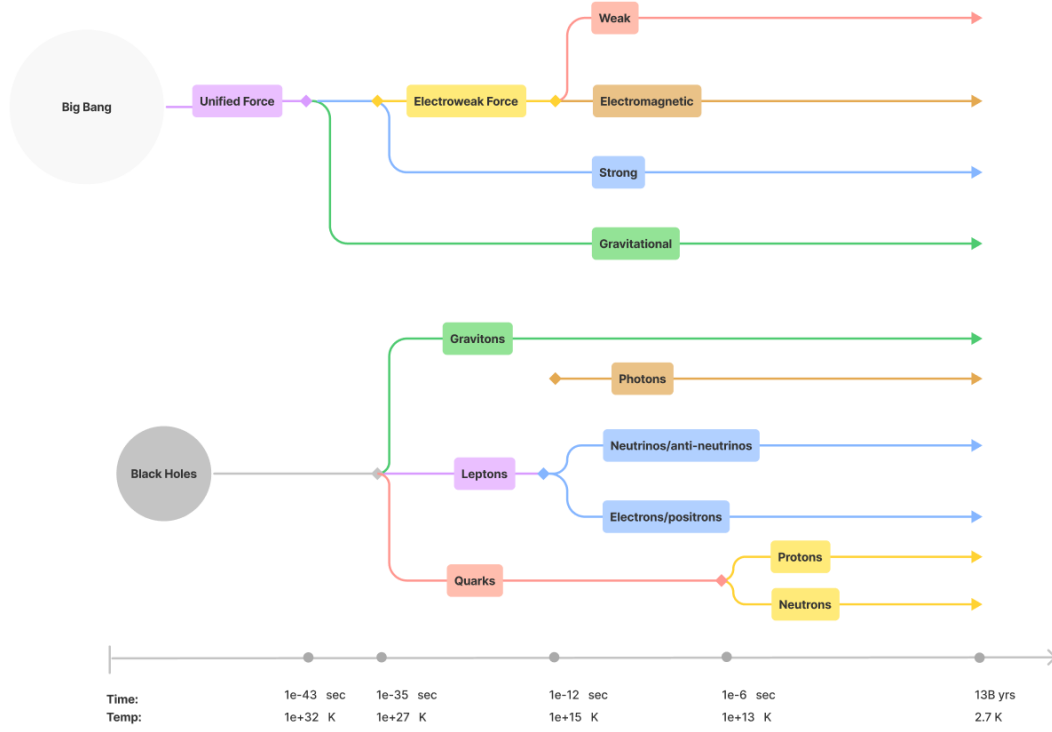 Weak
Big Bang
Unified Force
Electroweak Force
Electromagnetic
Strong
Gravitational
Gravitons
Photons
Neutrinos/anti-neutrinos
Black Holes
Leptons
Electrons/positrons
Protons
Quarks
Neutrons
Time: 1e-43 sec 1e-35 sec 1e-12 sec 1e-6 sec 13B yrs
Temp: 1e+32 K 1e+27 K 1e+15 K 1e+13 K 2.7 K